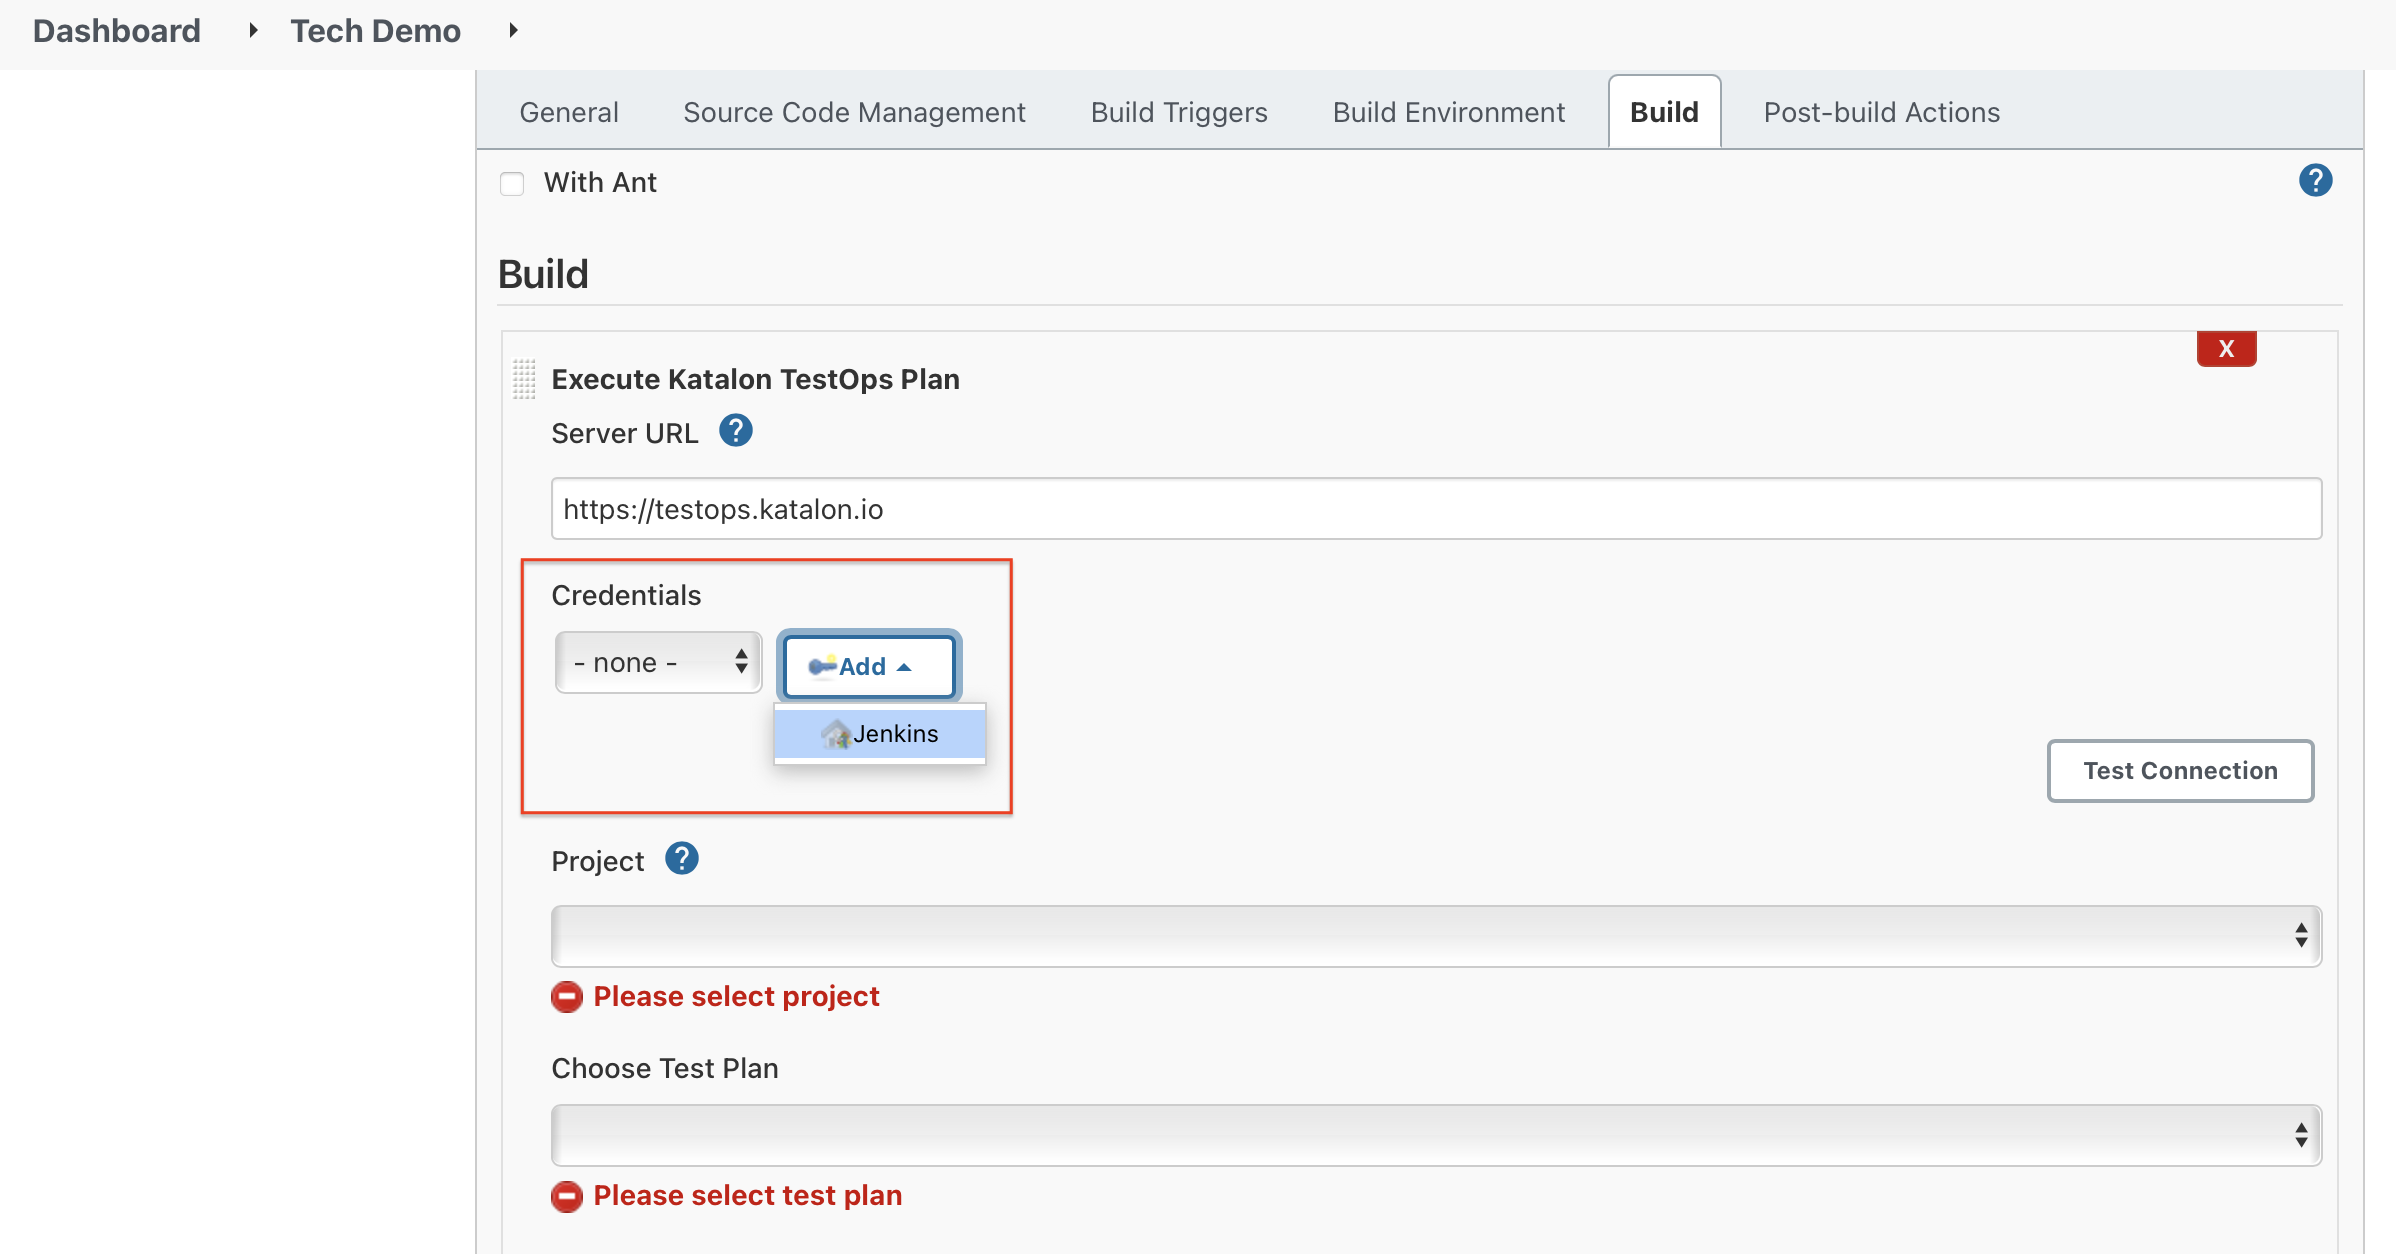 Dashboard Tech Demo
General Source Code Management Build Triggers Build Environment Build Post-build Actions
With Ant ?
Build
X
Execute Katalon TestOps Plan
Server URL ?
https://testops.katalon.io
Credentials
- none - Add
Jenkins
Test Connection
Project ?
Please select project
Choose Test Plan
Please select test plan